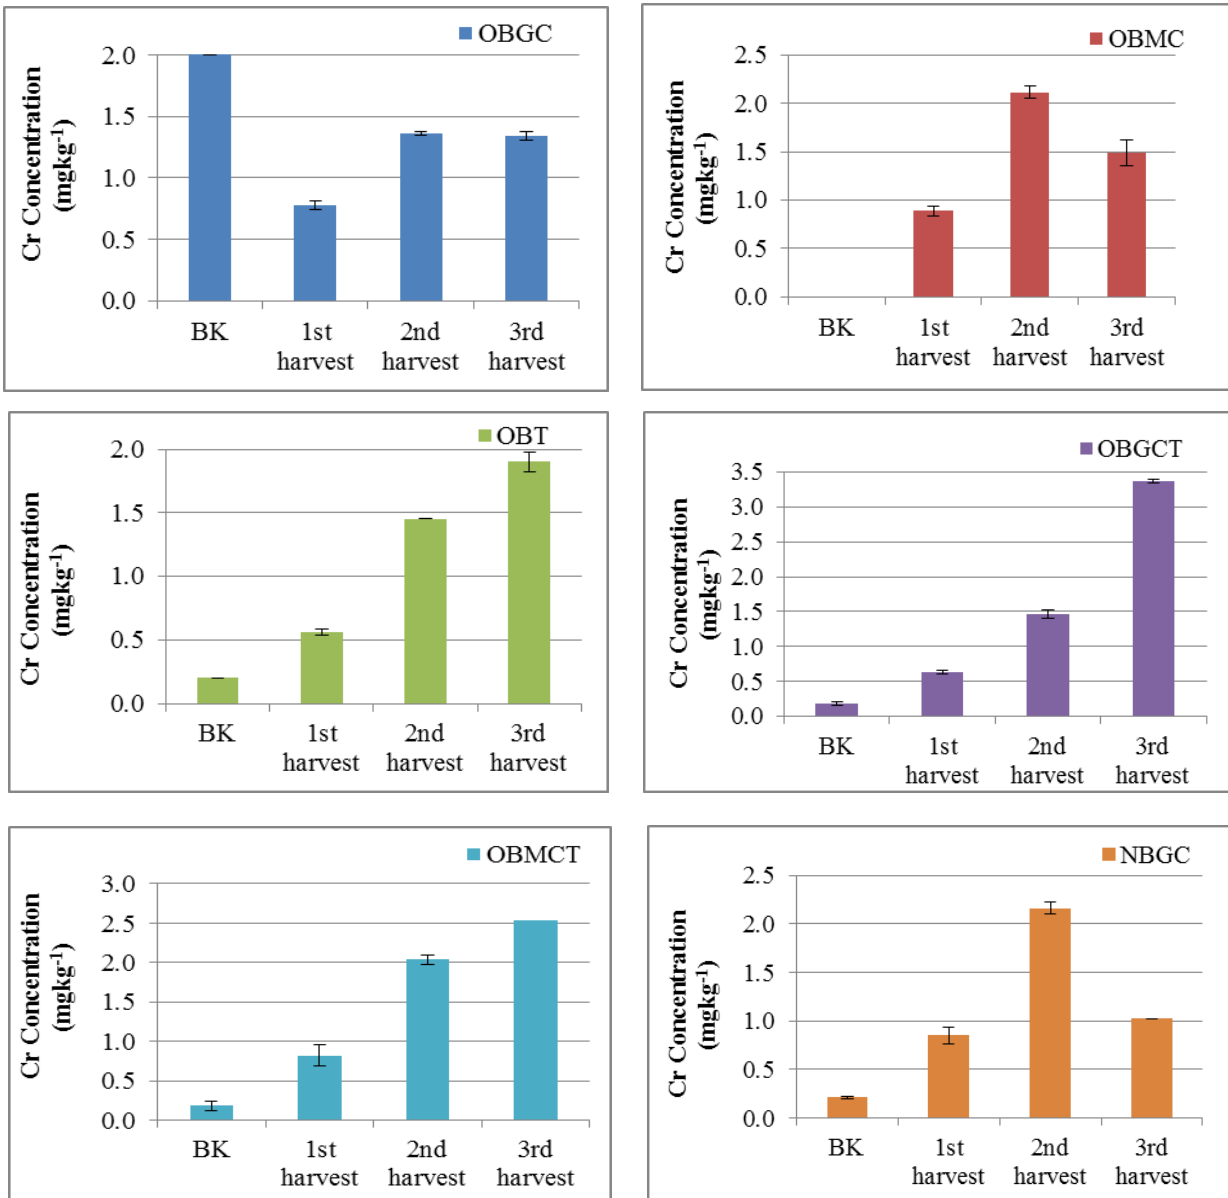 OBGC
Cr Concentration
(mgkg-1)
2.0
1.5
1.0
0.5
0.0
BK
1st harvest
2nd harvest
3rd harvest
OBMC
Cr Concentration
(mgkg-1)
2.5
2.0
1.5
1.0
0.5
0.0
BK
1st harvest
2nd harvest
3rd harvest
OBT
Cr Concentration
(mgkg-1)
2.0
1.5
1.0
0.5
0.0
BK
1st harvest
2nd harvest
3rd harvest
OBGCT
Cr Concentration
(mgkg-1)
3.5
3.0
2.5
2.0
1.5
1.0
0.5
0.0
BK
1st harvest
2nd harvest
3rd harvest
OBMCT
Cr Concentration
(mgkg-1)
3.0
2.5
2.0
1.5
1.0
0.5
0.0
BK
1st harvest
2nd harvest
3rd harvest
NBGC
Cr Concentration
(mgkg-1)
2.5
2.0
1.5
1.0
0.5
0.0
BK
1st harvest
2nd harvest
3rd harvest